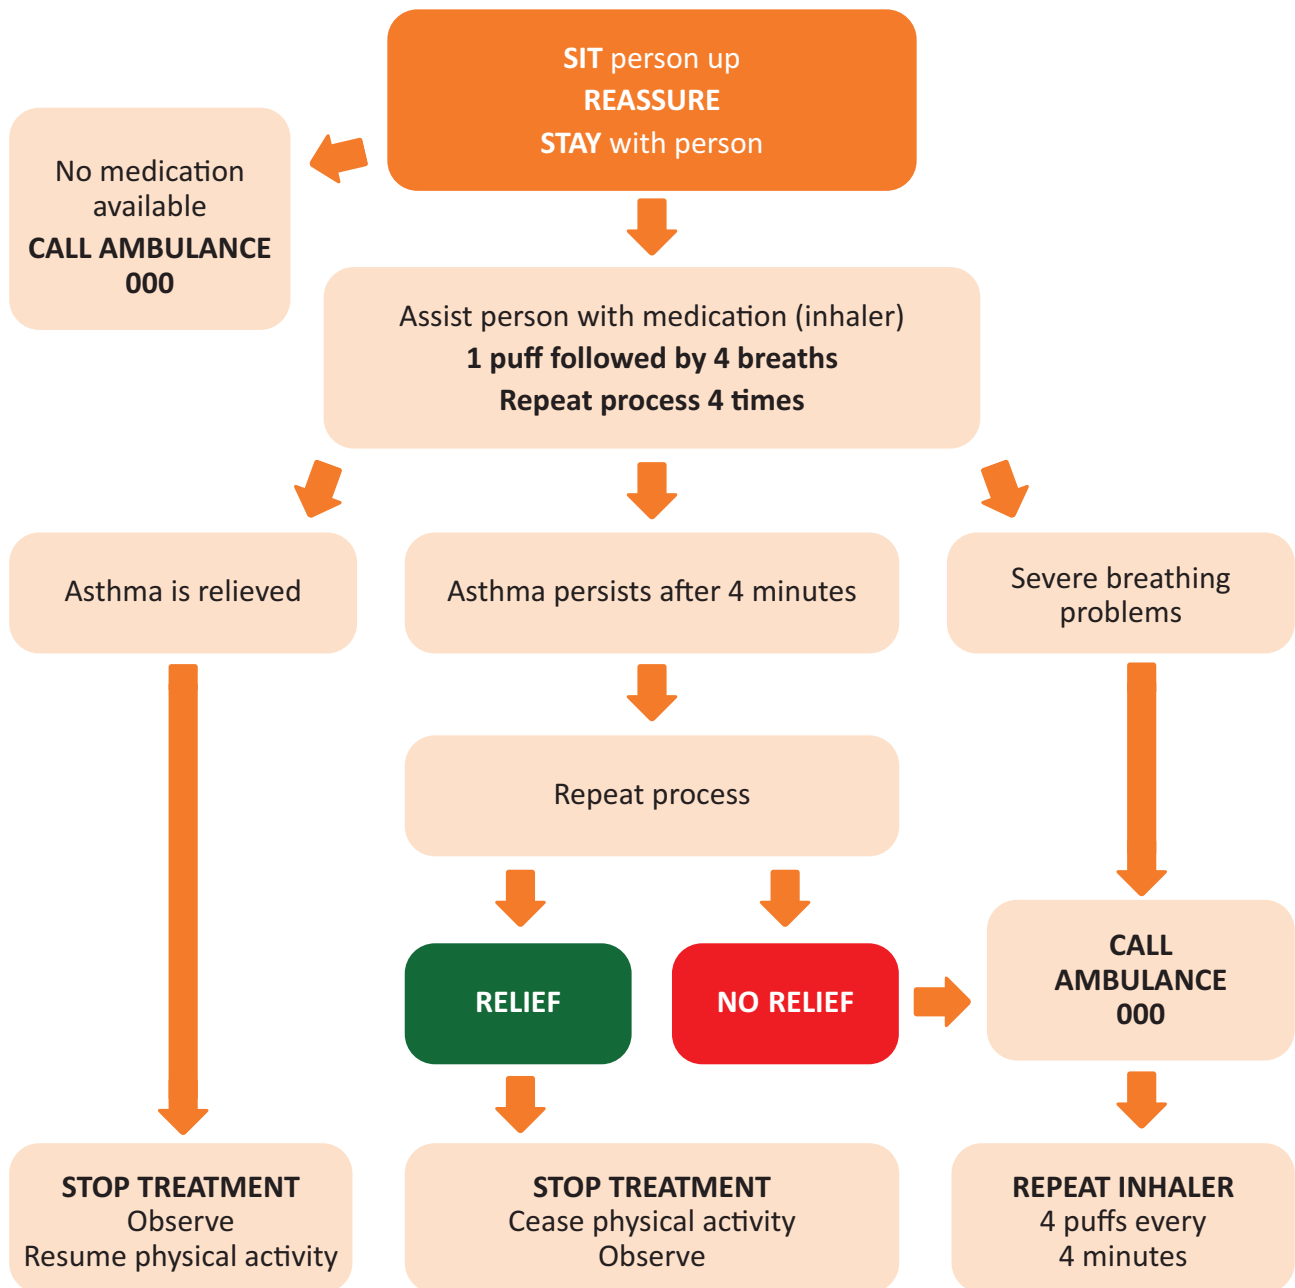 SIT person up
REASSURE
STAY with person
No medication
available
CALL AMBULANCE
000
Assist person with medication (inhaler)
1 puff followed by 4 breaths
Repeat process 4 times
Asthma is relieved
Asthma persists after 4 minutes
Severe breathing
problems
Repeat process
RELIEF
NO RELIEF
CALL
AMBULANCE
000
STOP TREATMENT
Observe
Resume physical activity
STOP TREATMENT
Cease physical activity
Observe
REPEAT INHALER
4 puffs every
4 minutes